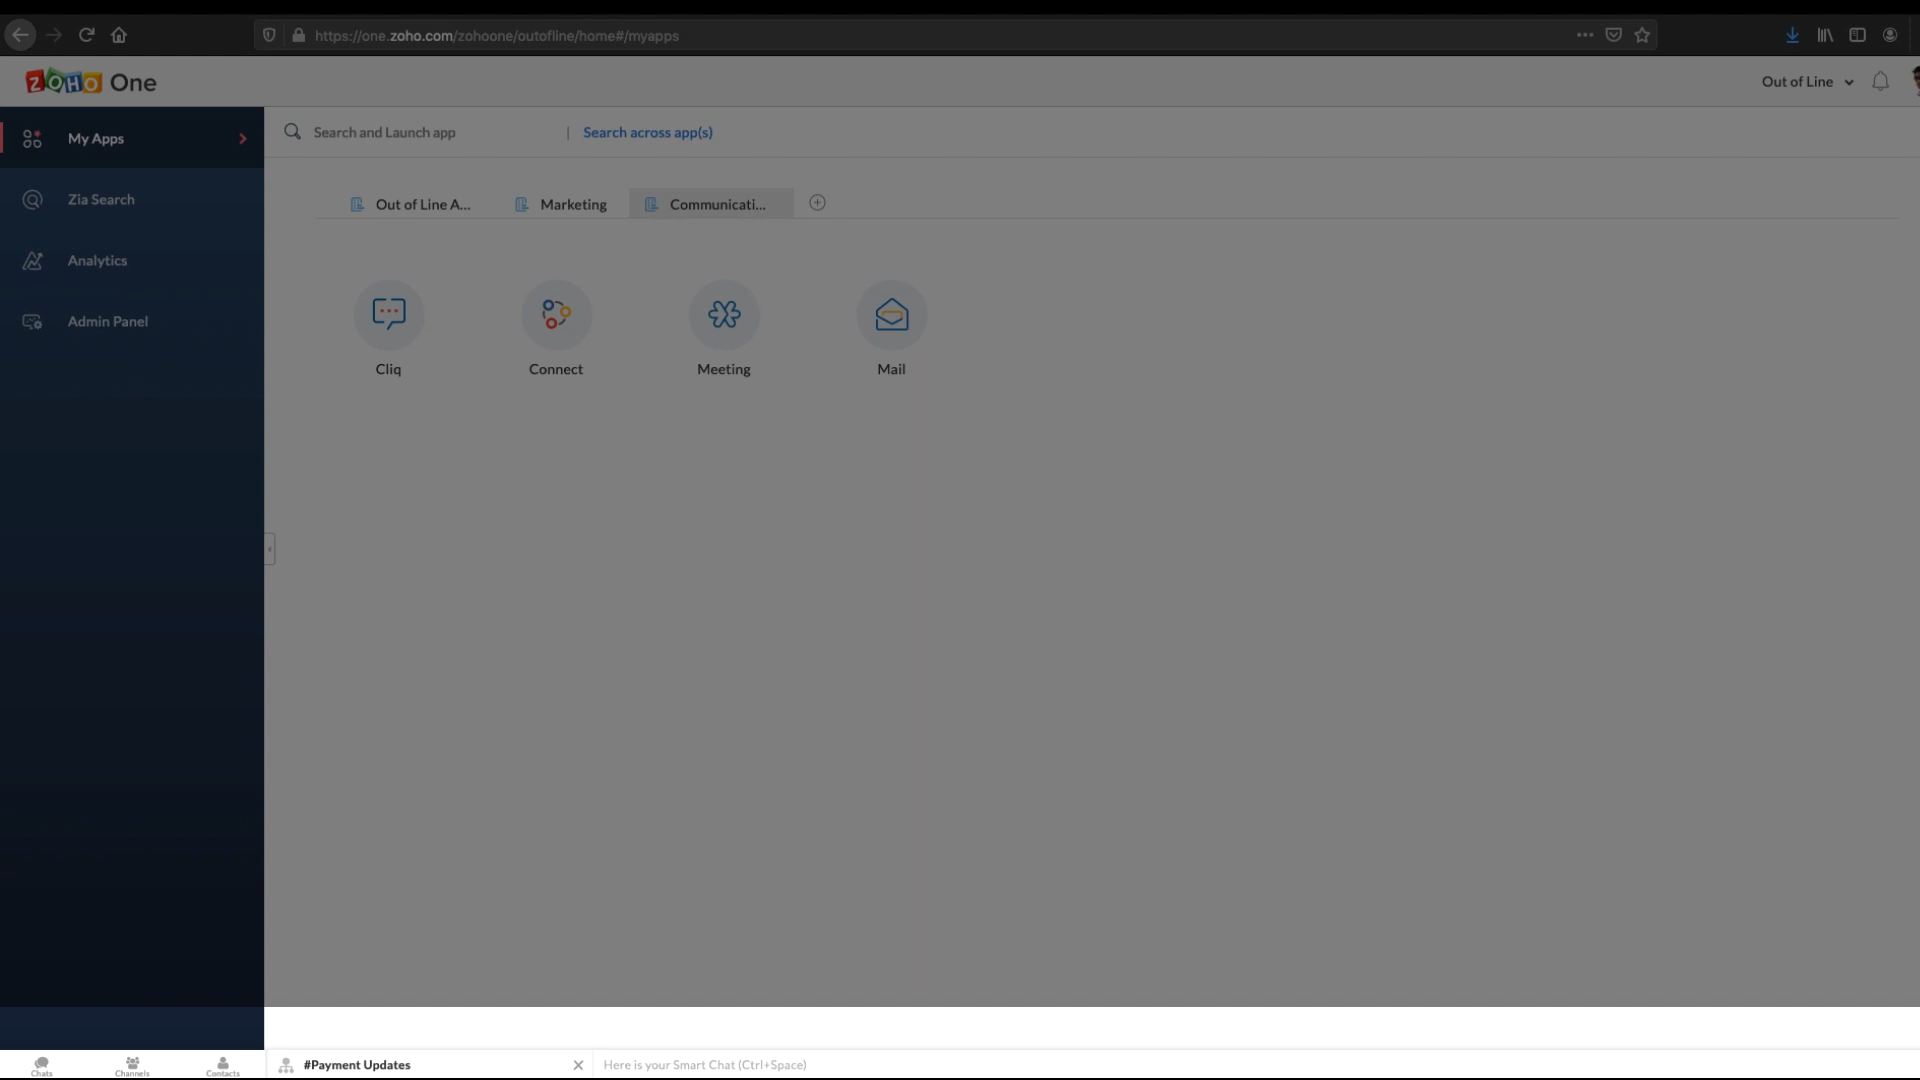 https://one.zoho.com/zohoone/outofline/home#/myapps
ZOHO One
Out of Line
My Apps
Search and Launch app | Search across app(s)
Zia Search
Out of Line A...
Marketing
Communicati...
Analytics
Admin Panel
Cliq
Connect
Meeting
Mail
Chats
Channels
Contacts
#Payment Updates
Here is your Smart Chat (Ctrl+Space)